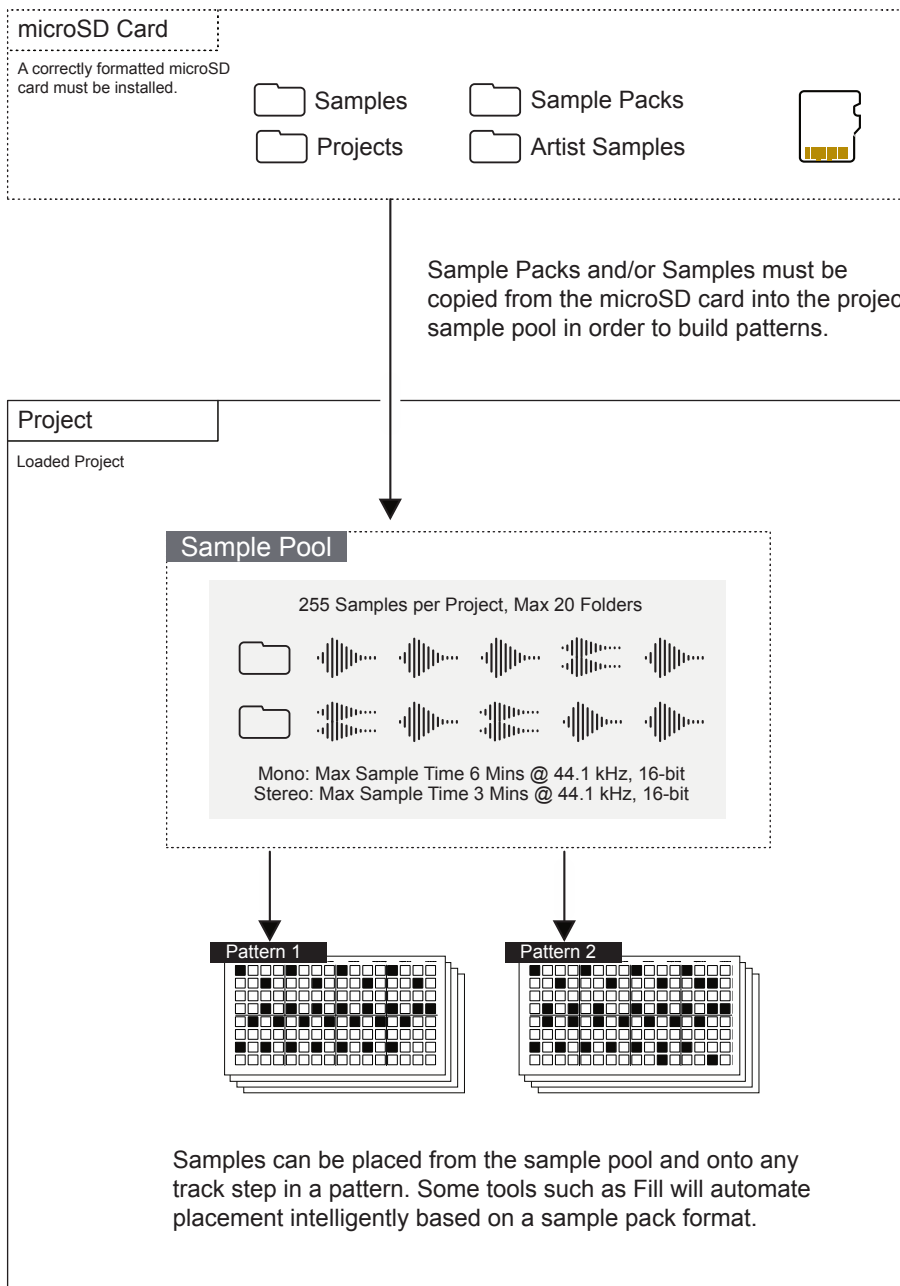 microSD Card
A correctly formatted microSD
card must be installed.
Samples
Sample Packs
Projects
Artist Samples
Sample Packs and/or Samples must be
copied from the microSD card into the projec
sample pool in order to build patterns.
Project
Loaded Project
Sample Pool
255 Samples per Project, Max 20 Folders
Mono: Max Sample Time 6 Mins @ 44.1 kHz, 16-bit
Stereo: Max Sample Time 3 Mins @ 44.1 kHz, 16-bit
Pattern 1
Pattern 2
Samples can be placed from the sample pool and onto any
track step in a pattern. Some tools such as Fill will automate
placement intelligently based on a sample pack format.